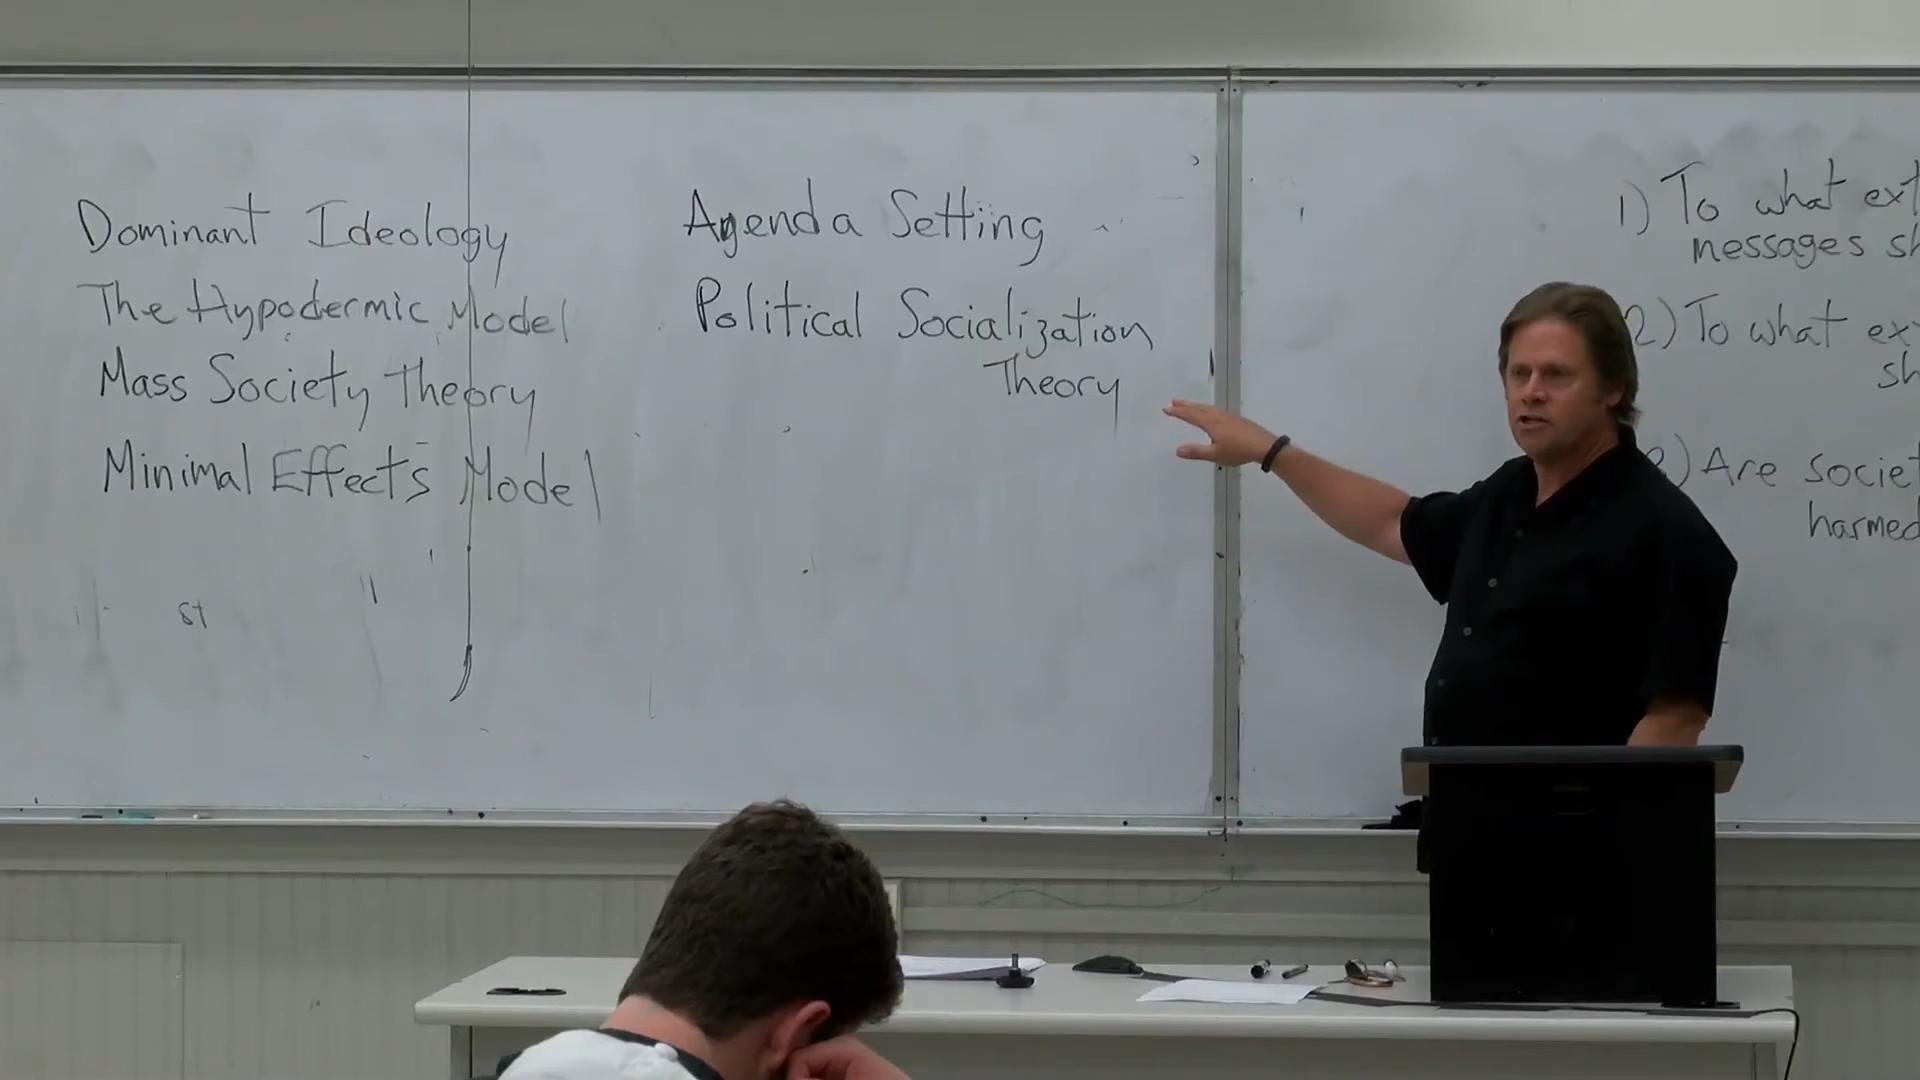 Dominant Ideology
The Hypodermic Model
Mass Society Theory
Minimal Effects Model
st
Agenda Setting
Political Socialization
Theory
1) To what ext
messages sh
2) To what ex
sh
) Are societ
harmed